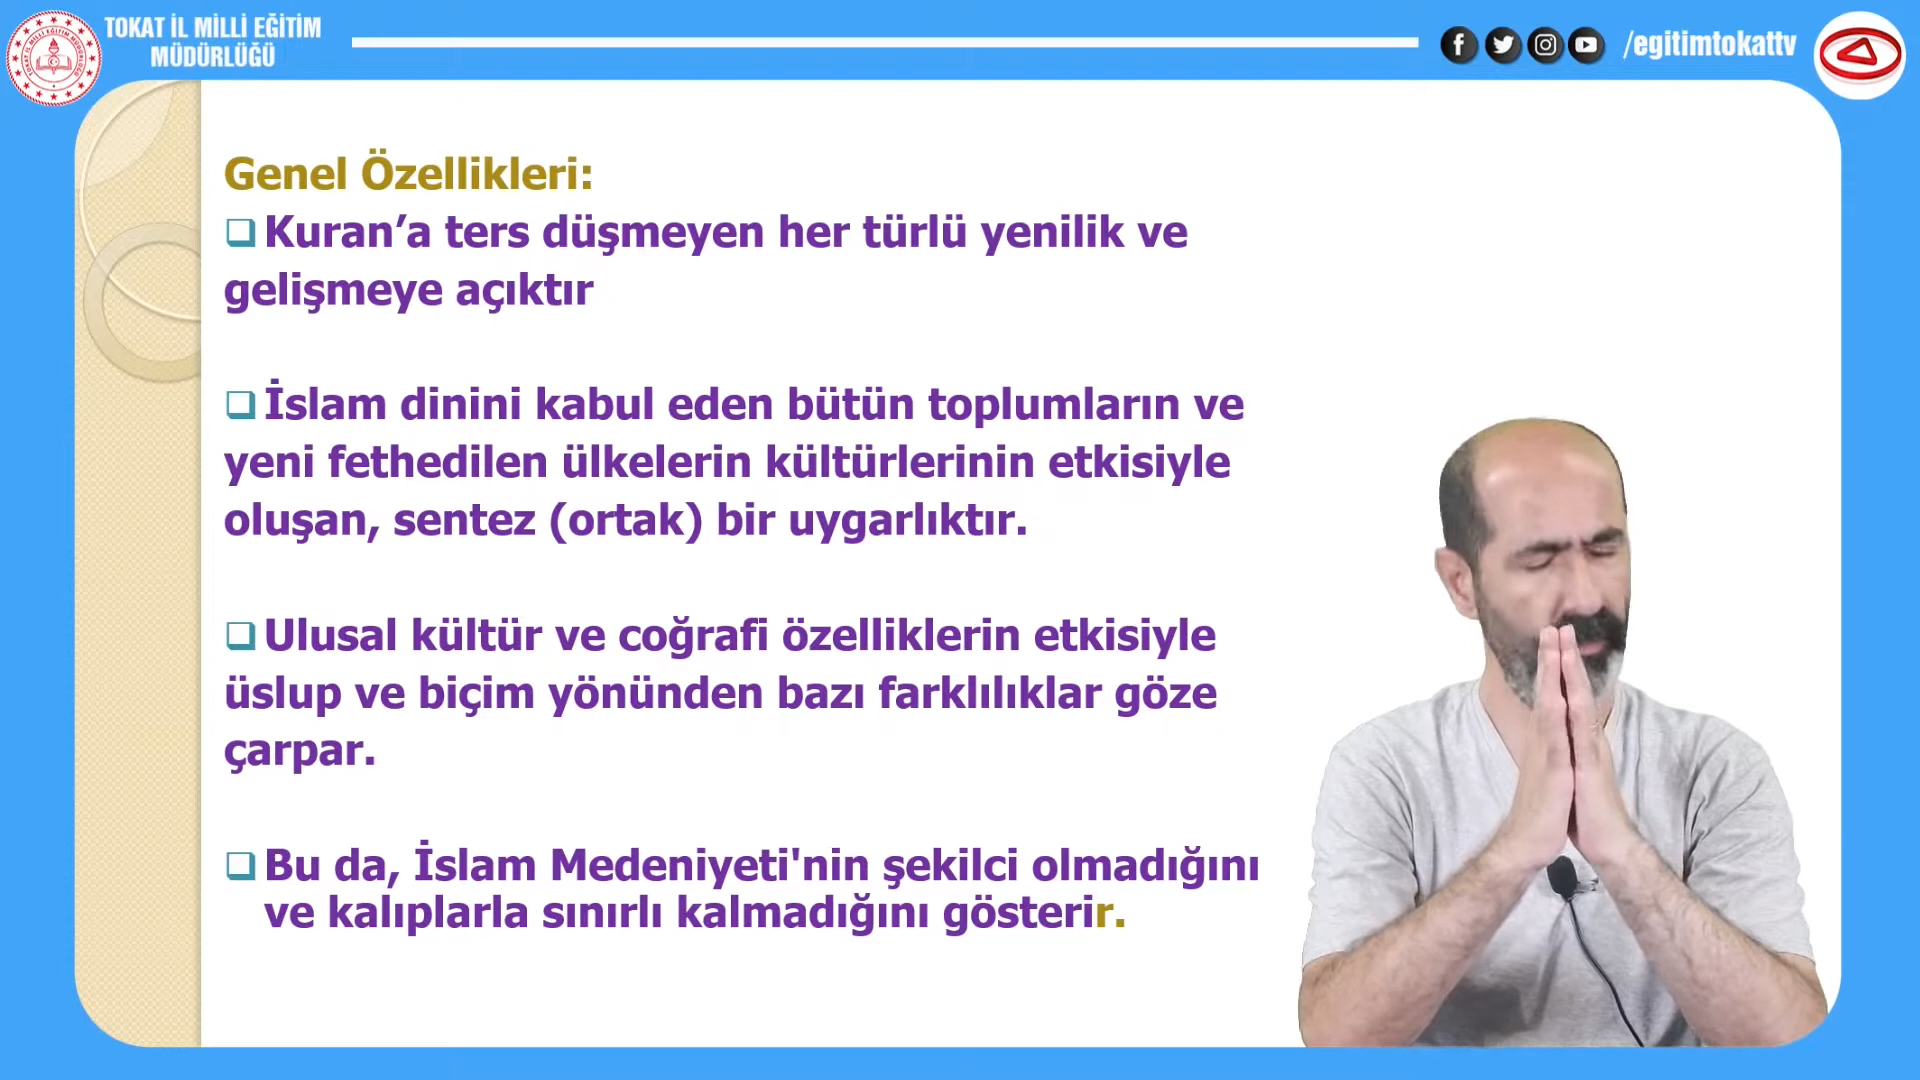 TOKAT İL MİLLİ EĞİTİM
MÜDÜRLÜĞÜ
/egitimtokattv
Genel Özellikleri:
Kuran’a ters düşmeyen her türlü yenilik ve
gelişmeye açıktır
İslam dinini kabul eden bütün toplumların ve
yeni fethedilen ülkelerin kültürlerinin etkisiyle
oluşan, sentez (ortak) bir uygarlıktır.
Ulusal kültür ve coğrafi özelliklerin etkisiyle
üslup ve biçim yönünden bazı farklılıklar göze
çarpar.
Bu da, İslam Medeniyeti'nin şekilci olmadığını
ve kalıplarla sınırlı kalmadığını gösterir.